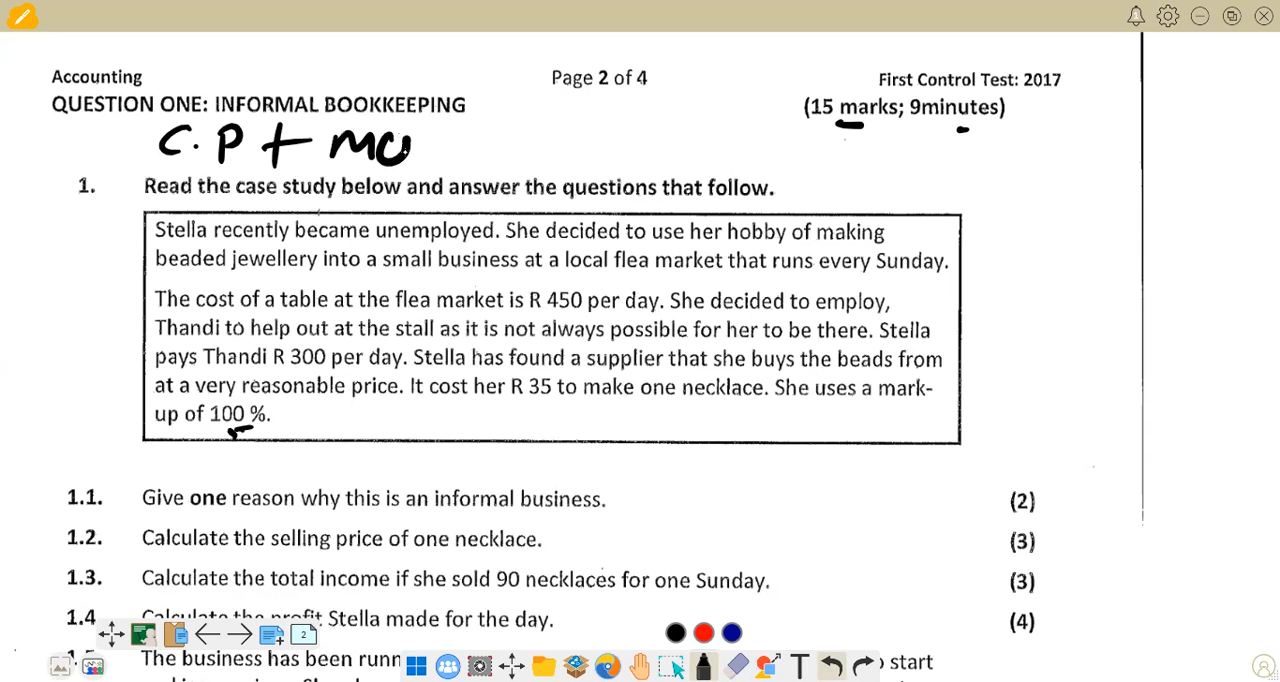 Accounting Page 2 of 4 First Control Test: 2017
QUESTION ONE: INFORMAL BOOKKEEPING (15 marks; 9minutes)
C.P + MU
1. Read the case study below and answer the questions that follow.
Stella recently became unemployed. She decided to use her hobby of making
beaded jewellery into a small business at a local flea market that runs every Sunday.
The cost of a table at the flea market is R 450 per day. She decided to employ,
Thandi to help out at the stall as it is not always possible for her to be there. Stella
pays Thandi R 300 per day. Stella has found a supplier that she buys the beads from
at a very reasonable price. It cost her R 35 to make one necklace. She uses a mark-
up of 100 %.
1.1. Give one reason why this is an informal business. (2)
1.2. Calculate the selling price of one necklace. (3)
1.3. Calculate the total income if she sold 90 necklaces for one Sunday. (3)
1.4 Calculate the profit Stella made for the day. (4)
2
The business has been runn
start
T